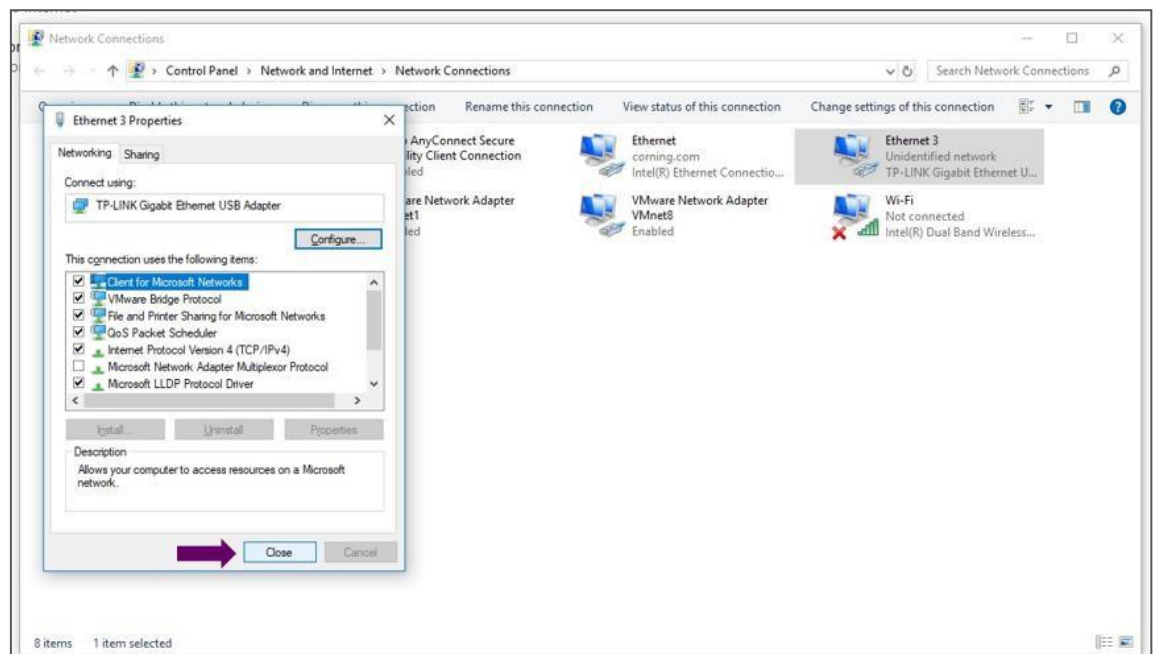 Network Connections
Control Panel > Network and Internet > Network Connections
Search Network Connections
Rename this connection View status of this connection Change settings of this connection
Ethernet 3 Properties
Networking Sharing
Connect using:
TP-LINK Gigabit Ethernet USB Adapter
Configure...
This connection uses the following items:
Client for Microsoft Networks
VMware Bridge Protocol
File and Printer Sharing for Microsoft Networks
QoS Packet Scheduler
Internet Protocol Version 4 (TCP/IPv4)
Microsoft Network Adapter Multiplexor Protocol
Microsoft LLDP Protocol Driver
Install... Uninstall Properties
Description
Allows your computer to access resources on a Microsoft
network.
Close Cancel
AnyConnect Secure
Client Connection
Network Adapter
Ethernet
corning.com
Intel(R) Ethernet Connectio...
VMware Network Adapter
VMnet8
Enabled
Ethernet 3
Unidentified network
TP-LINK Gigabit Ethernet U...
Wi-Fi
Not connected
Intel(R) Dual Band Wireless...
8 items 1 item selected